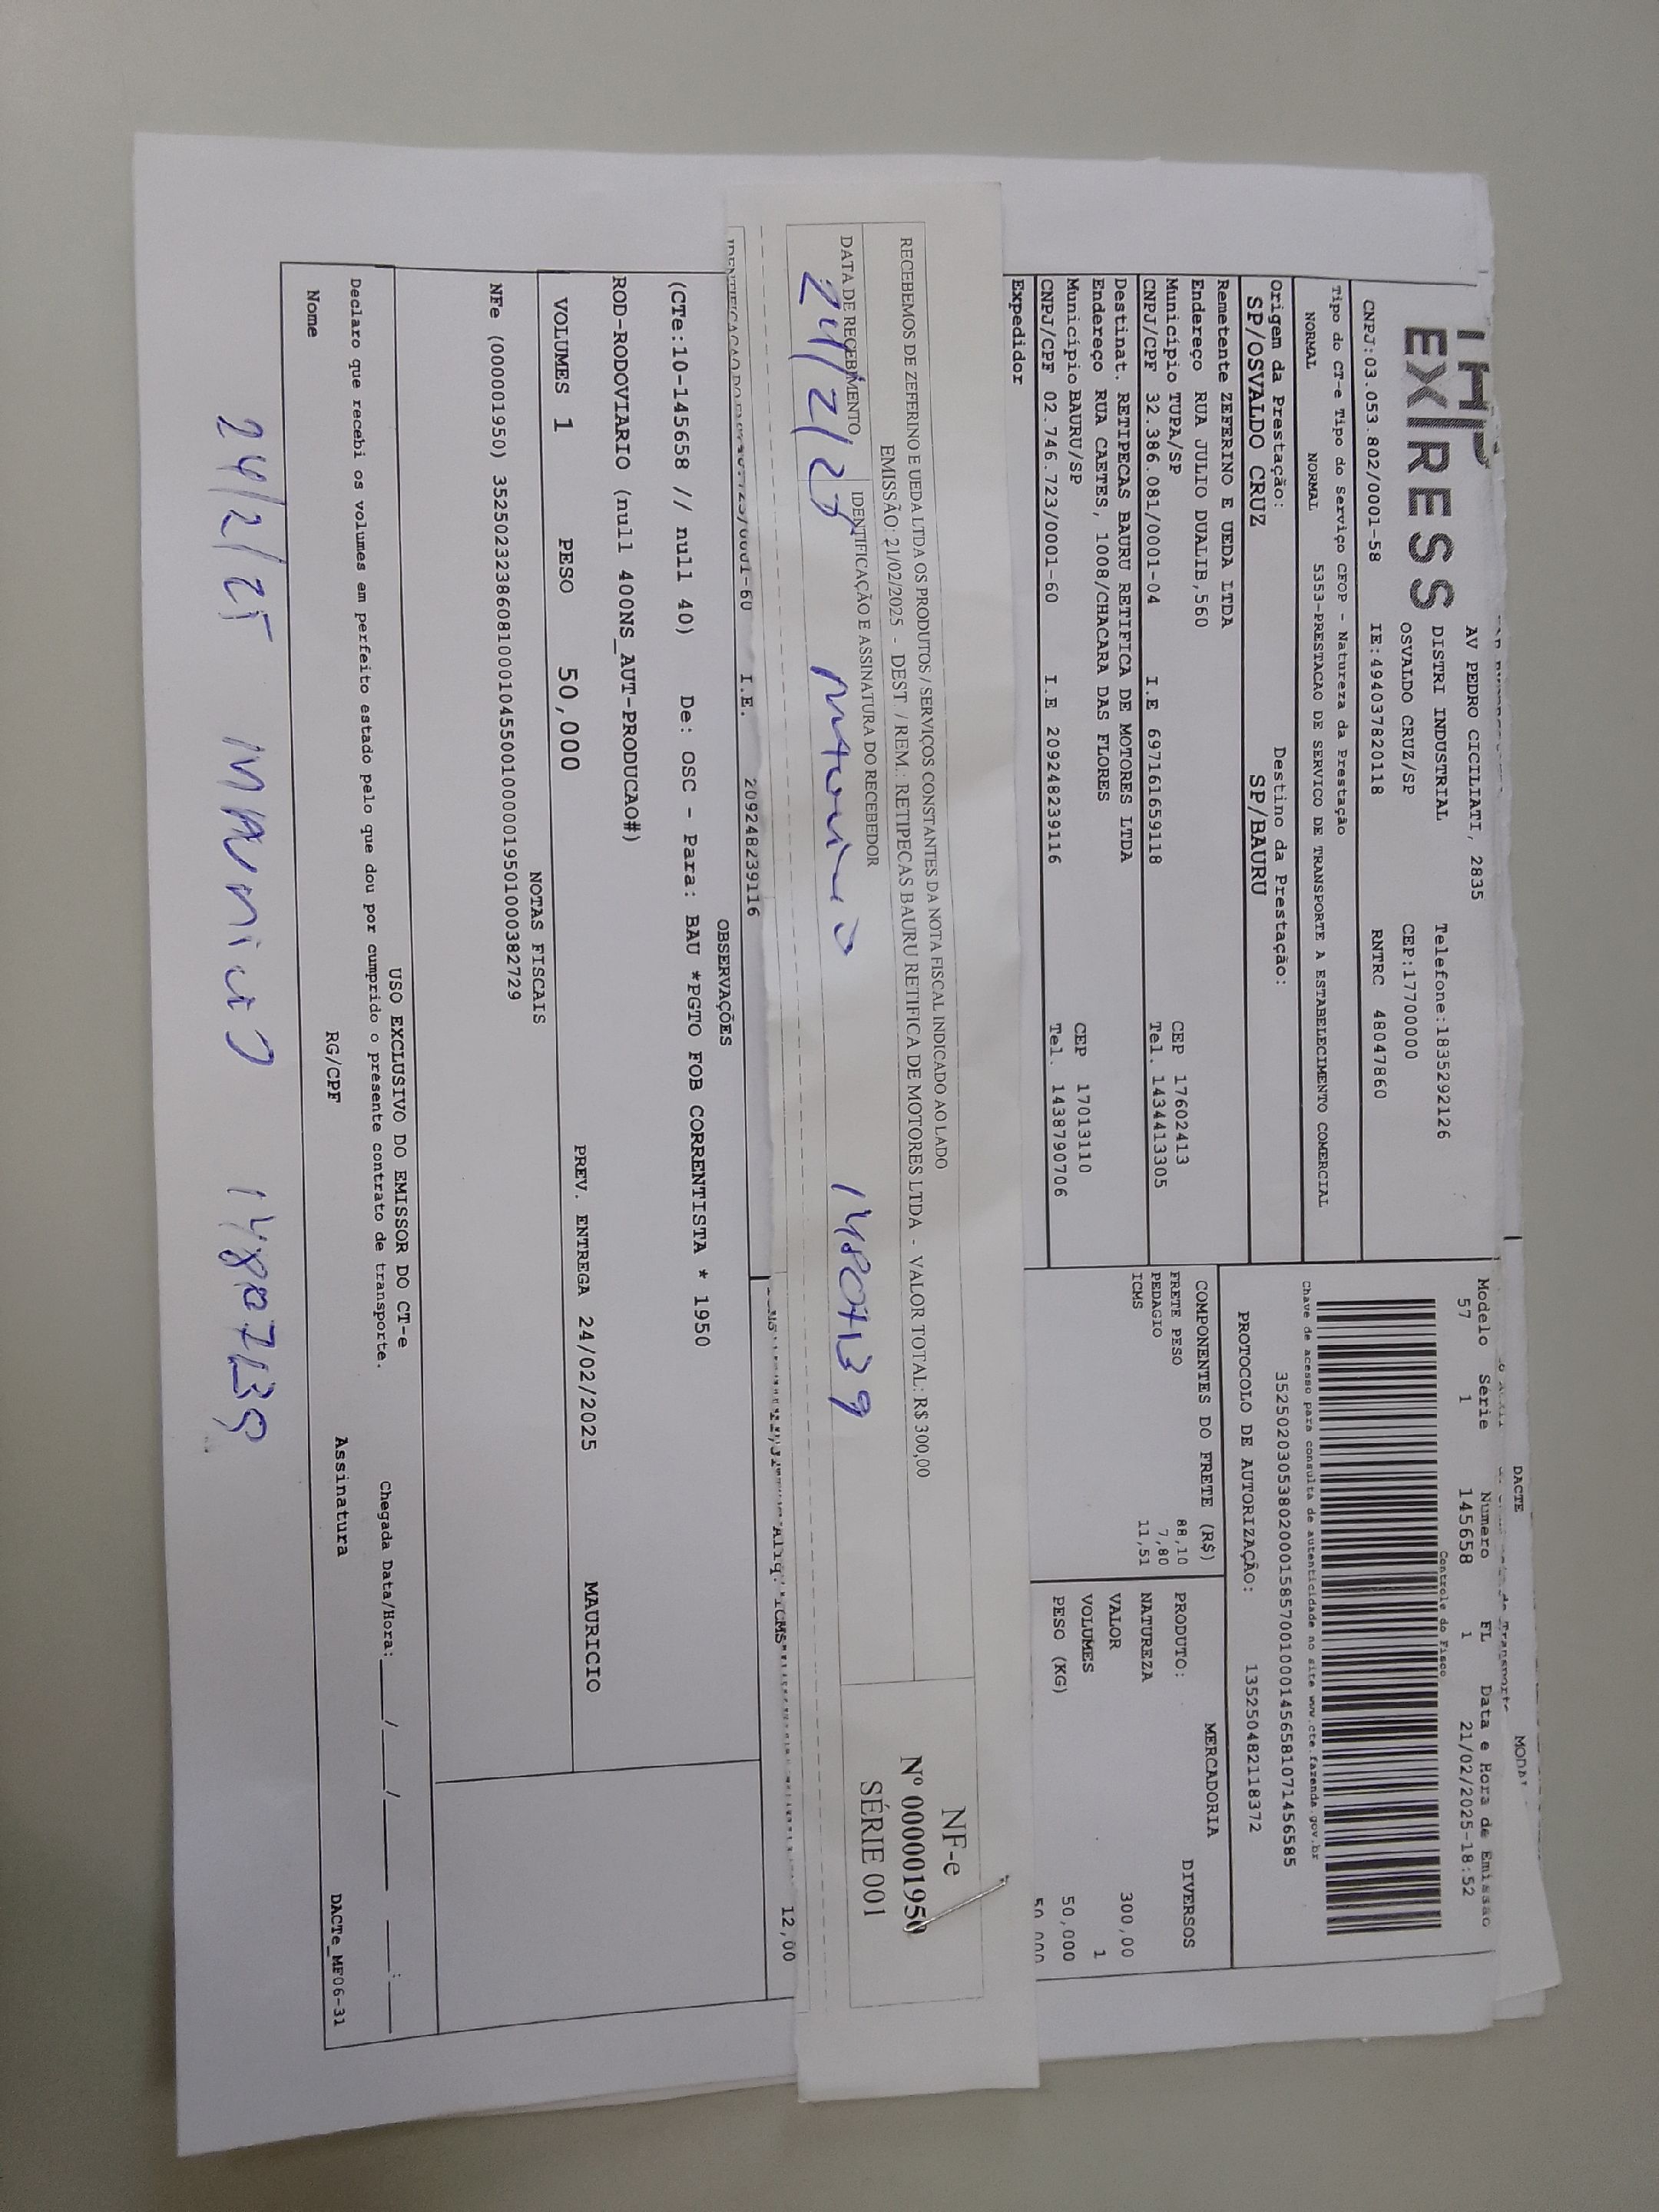 DACTE
EXPRESS
AV PEDRO CICILIATI, 2835
DISTRI INDUSTRIAL Telefone:1835292126
OSVALDO CRUZ/SP CEP:17700000
CNPJ:03.053.802/0001-58 IE:494037820118 RNTRC 48047860
Modelo Série Numero FL Data e Hora de Emissão
57 1 145658 1 21/02/2025-18:52
Controle do Fisco
Tipo do CT-e Tipo do Serviço CFOP - Natureza da Prestação
NORMAL NORMAL 5353-PRESTACAO DE SERVICO DE TRANSPORTE A ESTABELECIMENTO COMERCIAL
Chave de acesso para consulta de autenticidade no site www.cte.fazenda.gov.br
35250203053802000158570010001456581071456585
Origem da Prestação: Destino da Prestação:
SP/OSVALDO CRUZ SP/BAURU
PROTOCOLO DE AUTORIZAÇÃO: 135250482118372
Remetente ZEFERINO E UEDA LTDA
Endereço RUA JULIO DUALIB,560
Município TUPA/SP CEP 17602413
CNPJ/CPF 32.386.081/0001-04 I.E 697161659118 Tel. 1434413305
Destinat. RETIPECAS BAURU RETIFICA DE MOTORES LTDA
Endereço RUA CAETES, 1008/CHACARA DAS FLORES
Município BAURU/SP CEP 17013110
CNPJ/CPF 02.746.723/0001-60 I.E 209248239116 Tel. 1438790706
Expedidor
COMPONENTES DO FRETE (R$)
FRETE PESO 88,10
PEDAGIO 7,80
ICMS 11,51
MERCADORIA
PRODUTO: DIVERSOS
NATUREZA
VALOR 300,00
VOLUMES 1
PESO (KG) 50,000
RECEBEMOS DE ZEFERINO E UEDA LTDA OS PRODUTOS / SERVIÇOS CONSTANTES DA NOTA FISCAL INDICADO AO LADO
EMISSÃO: 21/02/2025 - DEST. / REM.: RETIPECAS BAURU RETIFICA DE MOTORES LTDA - VALOR TOTAL: R$ 300,00
DATA DE RECEBIMENTO IDENTIFICAÇÃO E ASSINATURA DO RECEBEDOR
24/2/25 Mauricio 1480739
NF-e
Nº 000001950
SÉRIE 001
I.E. 209248239116
12,00
OBSERVAÇÕES
(CTe:10-145658 // null 40) De: OSC - Para: BAU *PGTO FOB CORRENTISTA * 1950
ROD-RODOVIARIO (null 400NS_AUT-PRODUCAO#)
VOLUMES 1 PESO 50,000 PREV. ENTREGA 24/02/2025 MAURICIO
NOTAS FISCAIS
NFe (000001950) 35250232386081000104550010000019501000382729
USO EXCLUSIVO DO EMISSOR DO CT-e
Declaro que recebi os volumes em perfeito estado pelo que dou por cumprido o presente contrato de transporte. Chegada Data/Hora:____/____/______ ___:___
Nome RG/CPF Assinatura DACTe_MF06-31
24/2/25 MAURICIO 1480739